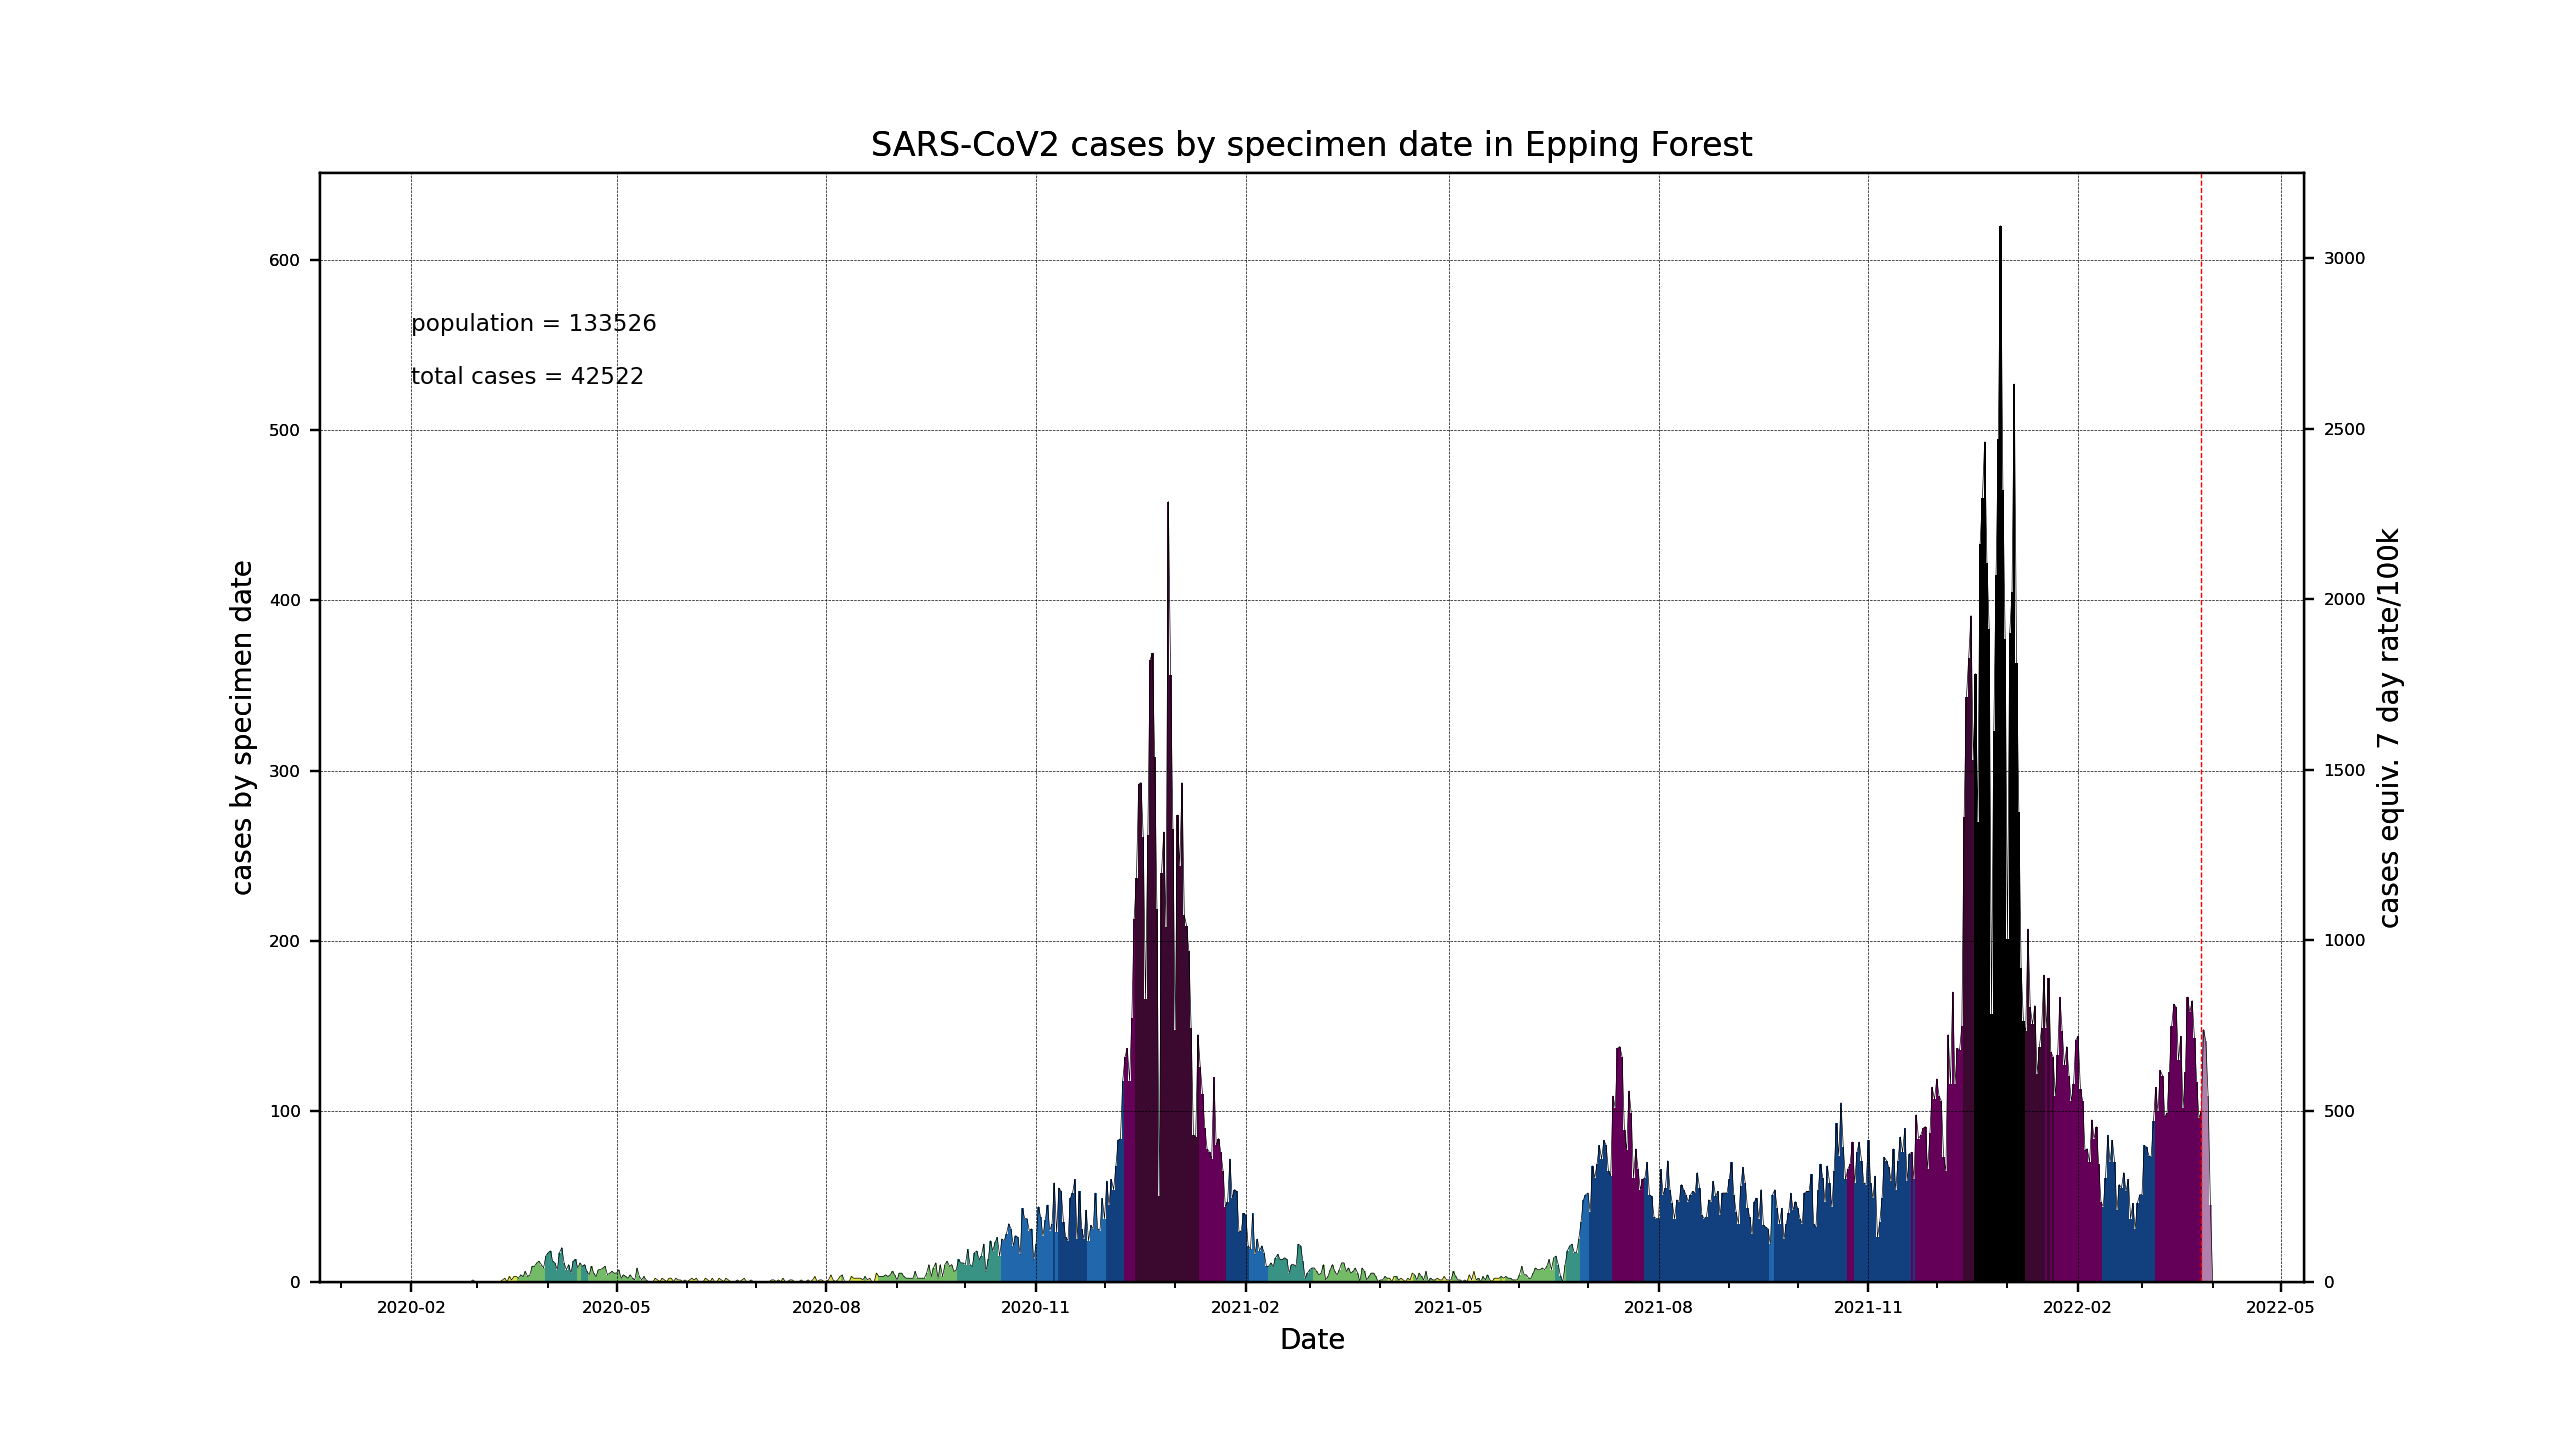 SARS-CoV2 cases by specimen date in Epping Forest
population = 133526
total cases = 42522
cases by specimen date
600
500
400
300
200
100
0
3000
2500
2000
1500
1000
500
0
cases equiv. 7 day rate/100k
2020-02 2020-05 2020-08 2020-11 2021-02 2021-05 2021-08 2021-11 2022-02 2022-05
Date